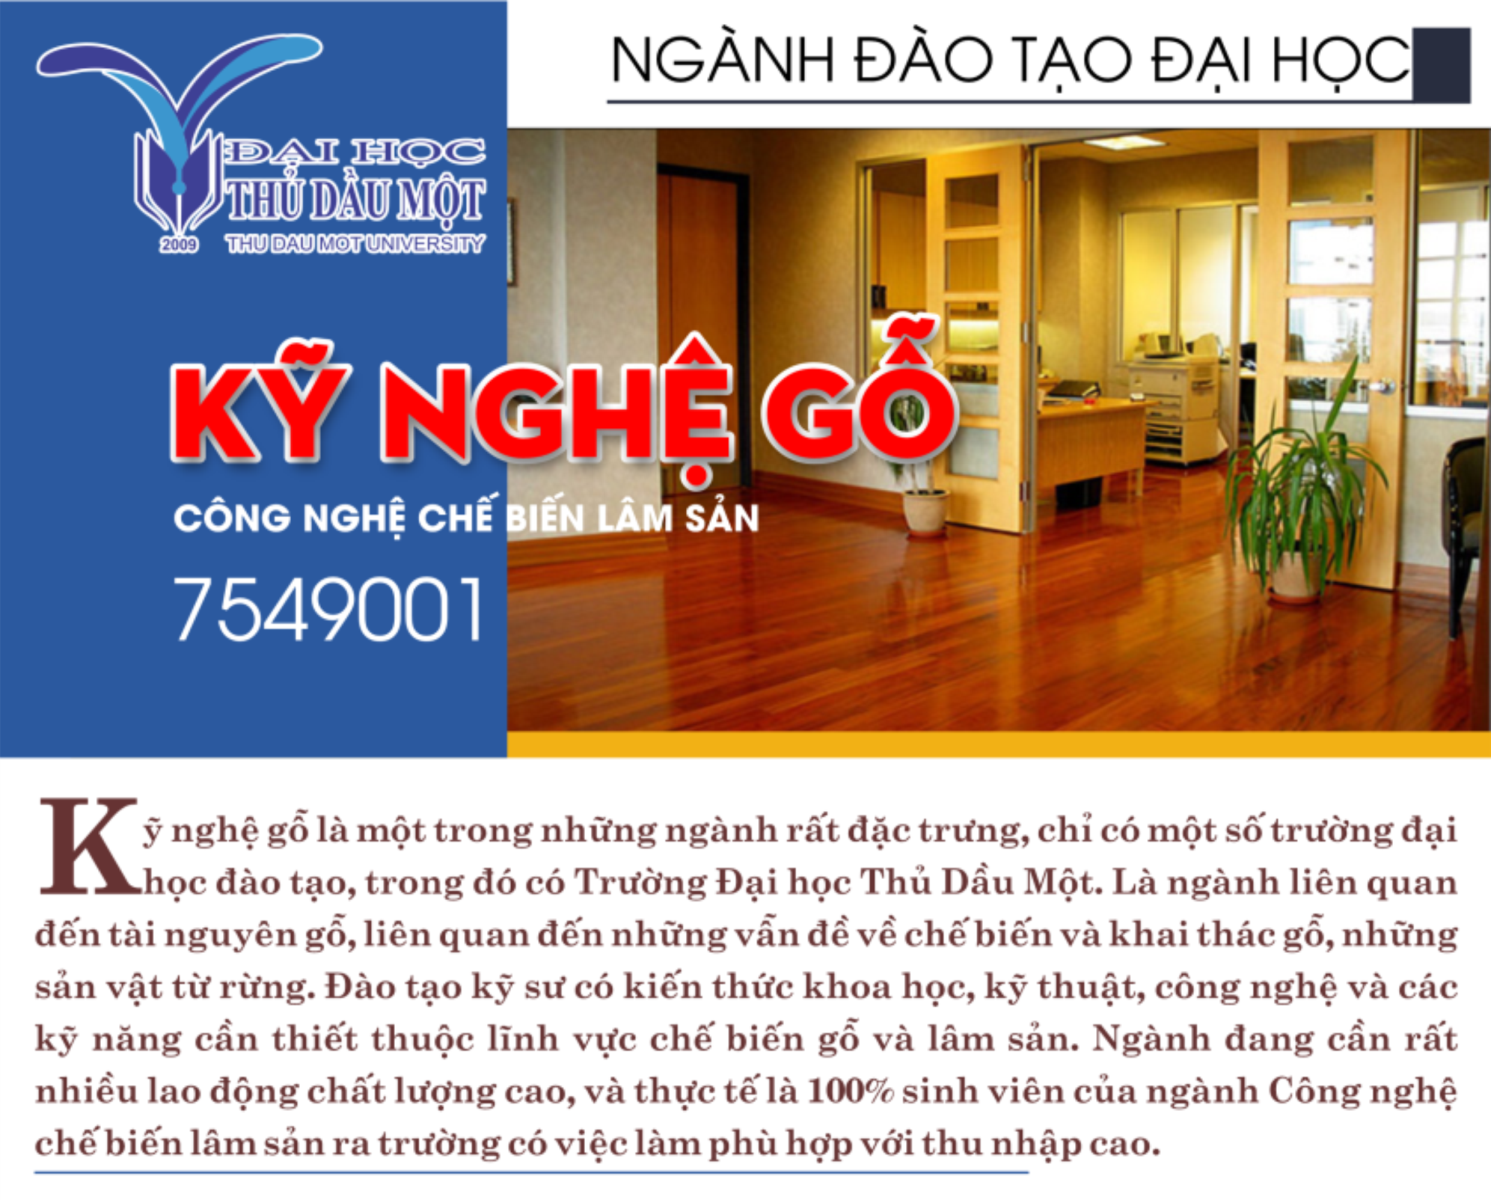 NGÀNH ĐÀO TẠO ĐẠI HỌC
ĐẠI HỌC
THỦ DẦU MỘT
2009 THU DAU MOT UNIVERSITY
KỸ NGHỆ GỖ
CÔNG NGHỆ CHẾ BIẾN LÂM SẢN
7549001
Kỹ nghệ gỗ là một trong những ngành rất đặc trưng, chỉ có một số trường đại
học đào tạo, trong đó có Trường Đại học Thủ Dầu Một. Là ngành liên quan
đến tài nguyên gỗ, liên quan đến những vấn đề về chế biến và khai thác gỗ, những
sản vật từ rừng. Đào tạo kỹ sư có kiến thức khoa học, kỹ thuật, công nghệ và các
kỹ năng cần thiết thuộc lĩnh vực chế biến gỗ và lâm sản. Ngành đang cần rất
nhiều lao động chất lượng cao, và thực tế là 100% sinh viên của ngành Công nghệ
chế biến lâm sản ra trường có việc làm phù hợp với thu nhập cao.